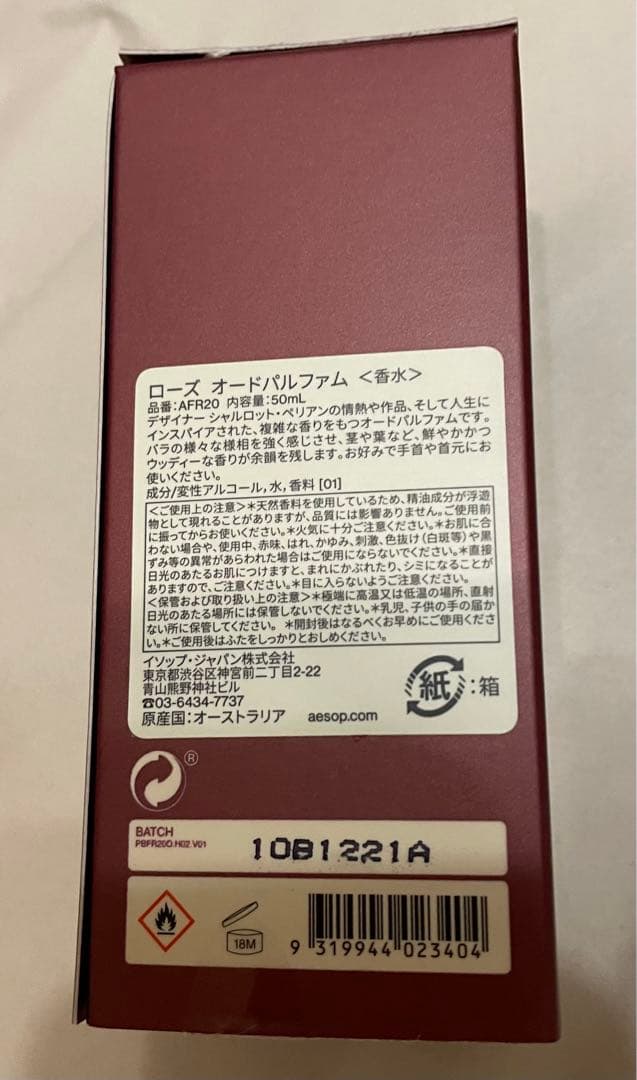 ローズ オードパルファム ＜香水＞
品番:AFR20 内容量:50mL
デザイナー シャルロット・ペリアンの情熱や作品、そして人生に
インスパイアされた、複雑な香りをもつオードパルファムです。
バラの様々な様相を強く感じさせ、茎や葉など、鮮やかかつ
ウッディーな香りが余韻を残します。お好みで手首や首元にお
使いください。
成分/変性アルコール,水,香料 [01]
＜ご使用上の注意＞＊天然香料を使用しているため、精油成分が浮遊
物として現れることがありますが、品質には影響ありません。ご使用前
に振ってからお使いください。＊火気に十分ご注意ください。＊お肌に合
わない場合や、使用中、赤味、はれ、かゆみ、刺激、色抜け(白斑等)や黒
ずみ等の異常があらわれた場合はご使用にならないでください。＊直接
日光のあたるお肌につけますと、まれにかぶれたり、シミになることが
ありますので、ご注意ください。＊目に入らないようご注意ください。
＜保管および取り扱い上の注意＞＊極端に高温又は低温の場所、直射
日光のあたる場所には保管しないでください。＊乳児、子供の手の届か
ない所に保管してください。 ＊開封後はなるべくお早めにご使用くださ
い。＊ご使用後はふたをしっかりとおしめください。
イソップ・ジャパン株式会社
東京都渋谷区神宮前二丁目2-22
青山熊野神社ビル
☎03-6434-7737
原産国:オーストラリア aesop.com
紙:箱
®
BATCH
PBFR20O.H02.V01
10B1221A
18M
9 319944 023404